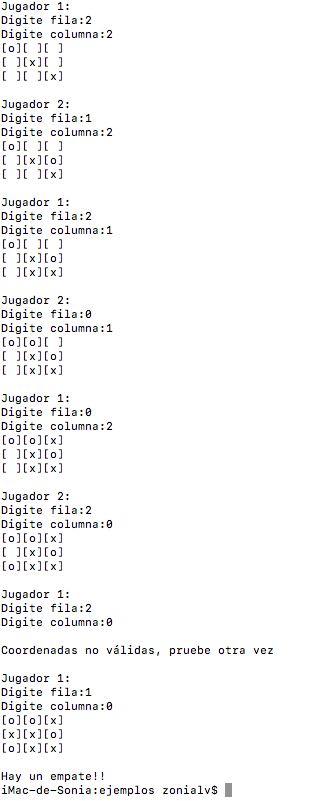 Jugador 1:
Digite fila:2
Digite columna:2
[o][ ][ ]
[ ][x][ ]
[ ][ ][x]

Jugador 2:
Digite fila:1
Digite columna:2
[o][ ][ ]
[ ][x][o]
[ ][ ][x]

Jugador 1:
Digite fila:2
Digite columna:1
[o][ ][ ]
[ ][x][o]
[ ][x][x]

Jugador 2:
Digite fila:0
Digite columna:1
[o][o][ ]
[ ][x][o]
[ ][x][x]

Jugador 1:
Digite fila:0
Digite columna:2
[o][o][x]
[ ][x][o]
[ ][x][x]

Jugador 2:
Digite fila:2
Digite columna:0
[o][o][x]
[ ][x][o]
[o][x][x]

Jugador 1:
Digite fila:2
Digite columna:0

Coordenadas no válidas, pruebe otra vez

Jugador 1:
Digite fila:1
Digite columna:0
[o][o][x]
[x][x][o]
[o][x][x]

Hay un empate!!
iMac-de-Sonia:ejemplos zonialv$